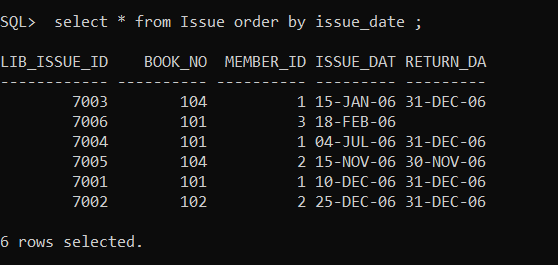 SQL>  select * from Issue order by issue_date ;
LIB_ISSUE_ID    BOOK_NO  MEMBER_ID ISSUE_DAT RETURN_DA
------------ ---------- ---------- --------- ---------
        7003        104          1 15-JAN-06 31-DEC-06
        7006        101          3 18-FEB-06
        7004        101          1 04-JUL-06 31-DEC-06
        7005        104          2 15-NOV-06 30-NOV-06
        7001        101          1 10-DEC-06 31-DEC-06
        7002        102          2 25-DEC-06 31-DEC-06
6 rows selected.